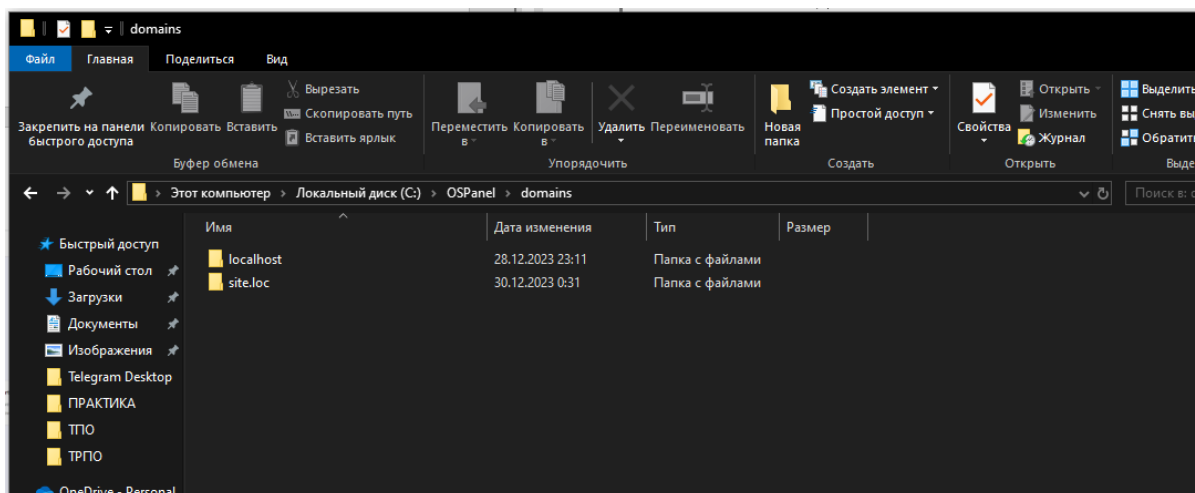 domains
Файл Главная Поделиться Вид
Закрепить на панели быстрого доступа
Копировать Вставить
Вырезать
Скопировать путь
Вставить ярлык
Буфер обмена
Переместить в Копировать в
Удалить Переименовать
Упорядочить
Новая папка
Создать элемент
Простой доступ
Создать
Свойства
Открыть
Изменить
Журнал
Открыть
Выделить
Снять вы
Обратит
Выде
Этот компьютер > Локальный диск (C:) > OSPanel > domains
Поиск в:
Имя Дата изменения Тип Размер
localhost 28.12.2023 23:11 Папка с файлами
site.loc 30.12.2023 0:31 Папка с файлами
Быстрый доступ
Рабочий стол
Загрузки
Документы
Изображения
Telegram Desktop
ПРАКТИКА
ТПО
ТРПО
OneDrive - Personal